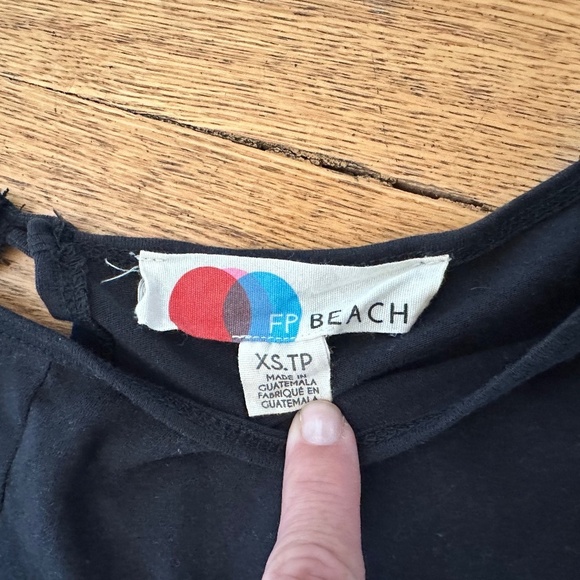 FP BEACH
XS.TP
MADE IN
GUATEMALA
FABRIQUÉ EN
GUATEMALA